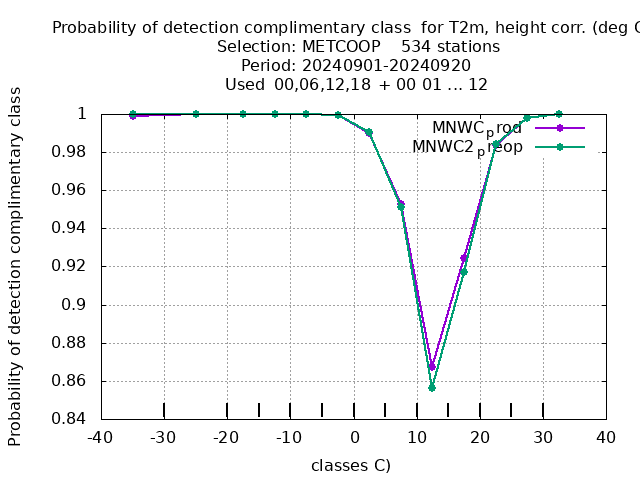 Probability of detection complimentary class  for T2m, height corr. (deg C
Selection: METCOOP    534 stations
Period: 20240901-20240920
Used  00,06,12,18 + 00 01 ... 12
Probability of detection complimentary class
MNWC_prod
MNWC2_preop
1
0.98
0.96
0.94
0.92
0.9
0.88
0.86
0.84
-40 -30 -20 -10 0 10 20 30 40
classes C)